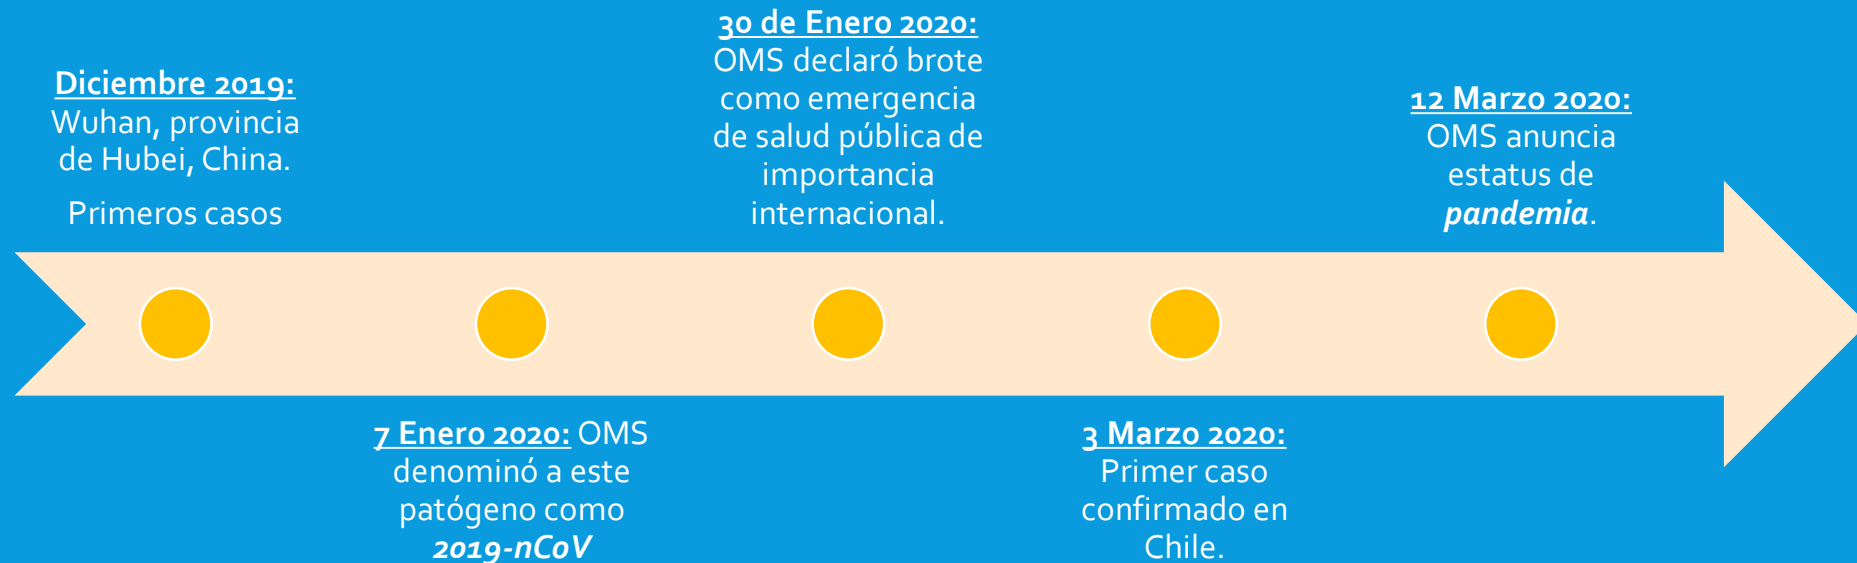 Diciembre 2019:
Wuhan, provincia
de Hubei, China.
Primeros casos
7 Enero 2020: OMS
denominó a este
patógeno como
2019-nCoV
30 de Enero 2020:
OMS declaró brote
como emergencia
de salud pública de
importancia
internacional.
3 Marzo 2020:
Primer caso
confirmado en
Chile.
12 Marzo 2020:
OMS anuncia
estatus de
pandemia.